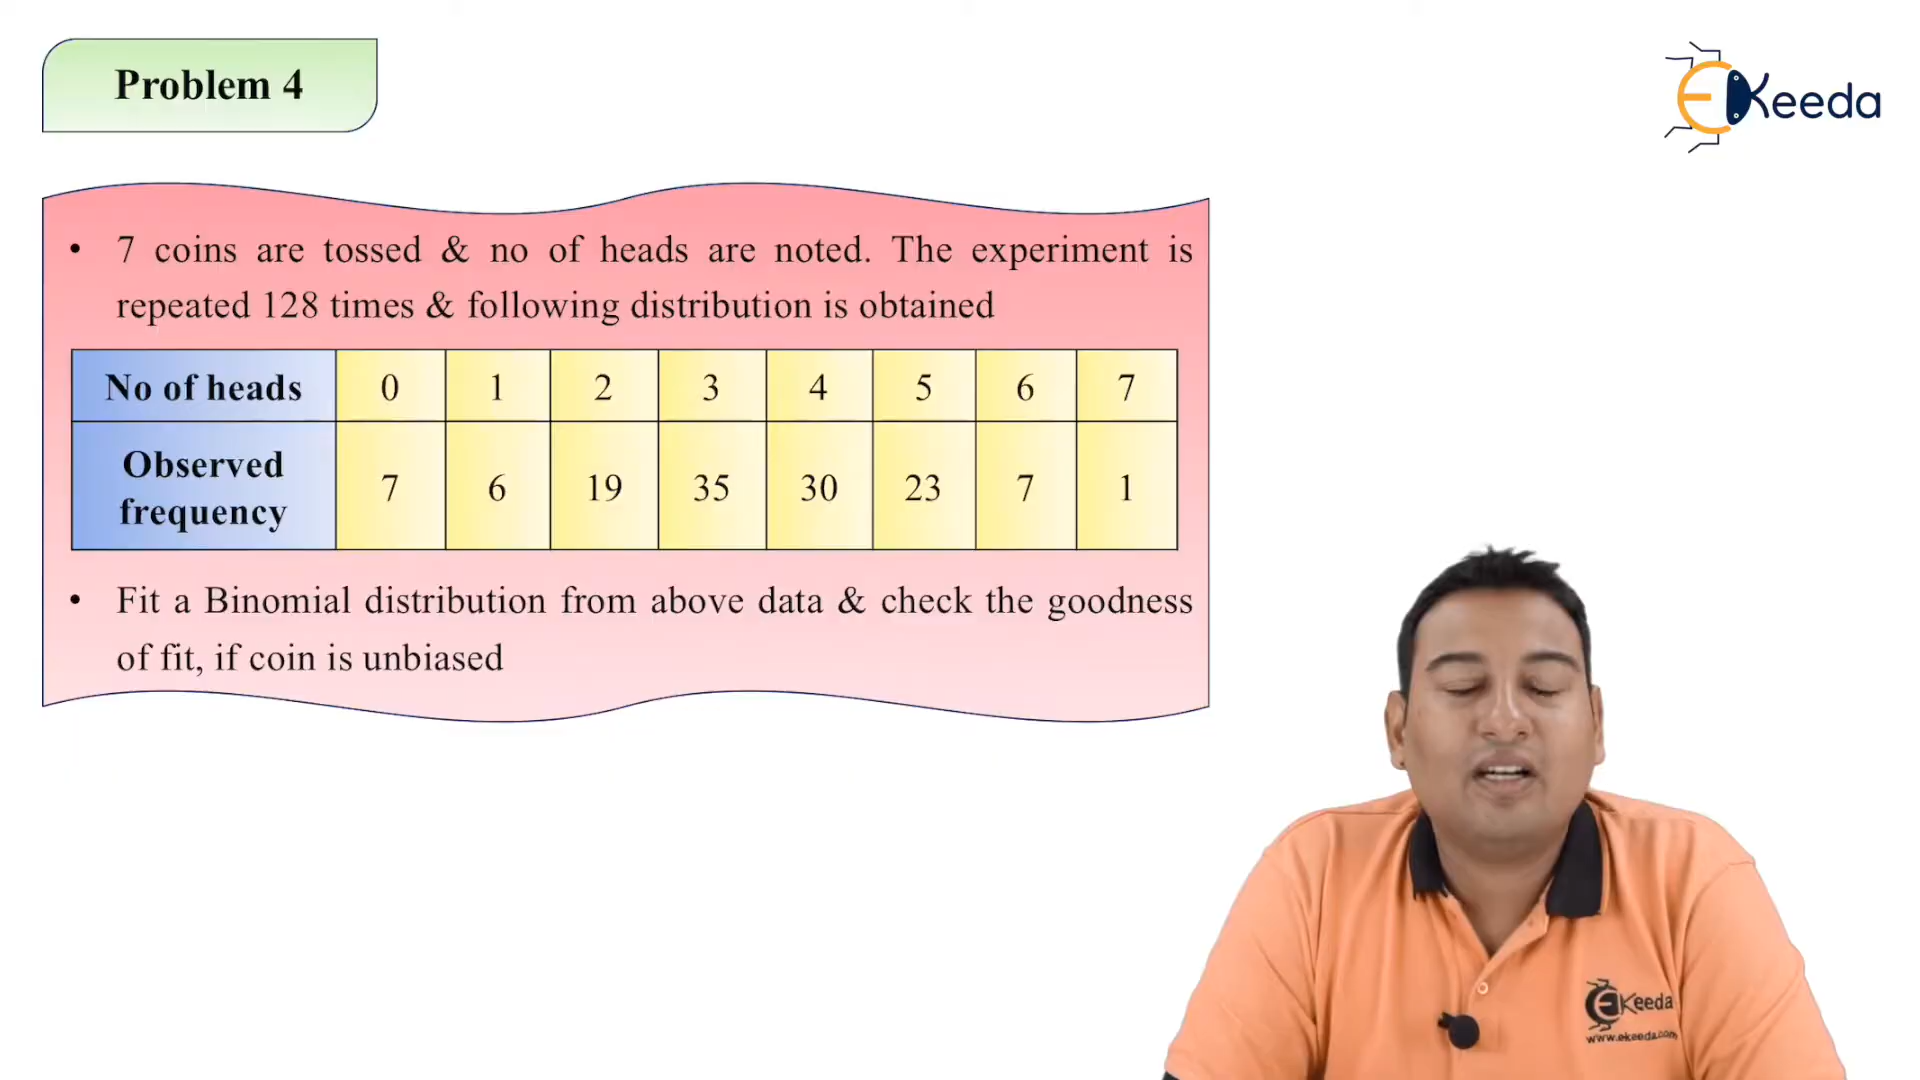 Problem 4
EKeeda
• 7 coins are tossed & no of heads are noted. The experiment is
repeated 128 times & following distribution is obtained
No of heads 0 1 2 3 4 5 6 7
Observed frequency 7 6 19 35 30 23 7 1
• Fit a Binomial distribution from above data & check the goodness
of fit, if coin is unbiased
EKeeda
www.ekeeda.com